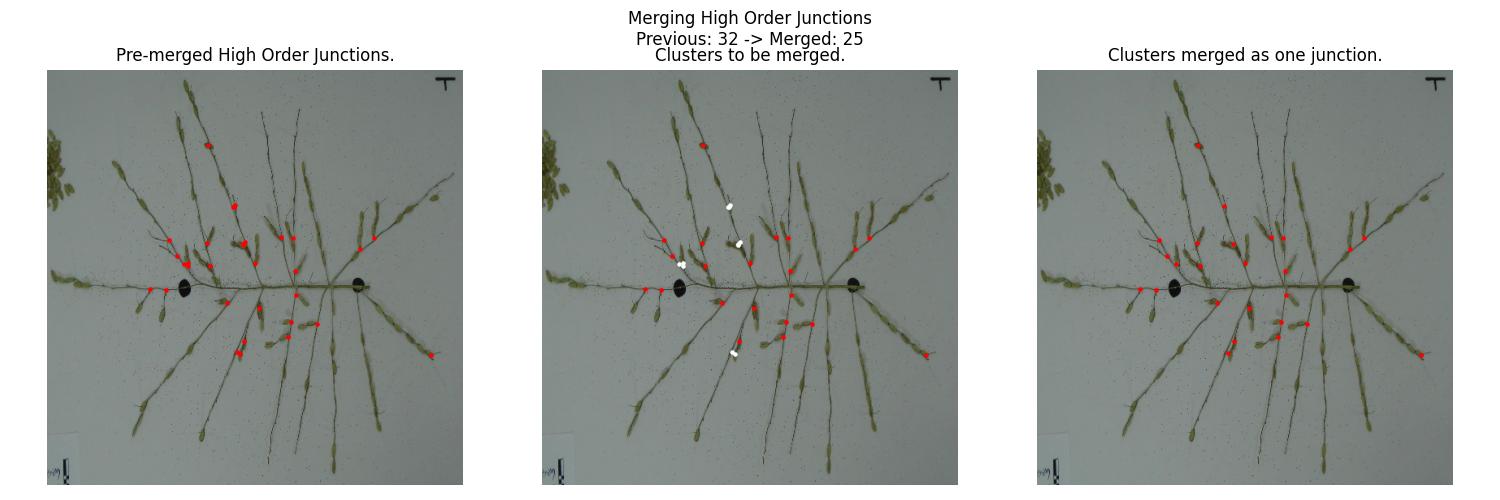 Merging High Order Junctions
Previous: 32 -> Merged: 25
Pre-merged High Order Junctions.
Clusters to be merged.
Clusters merged as one junction.